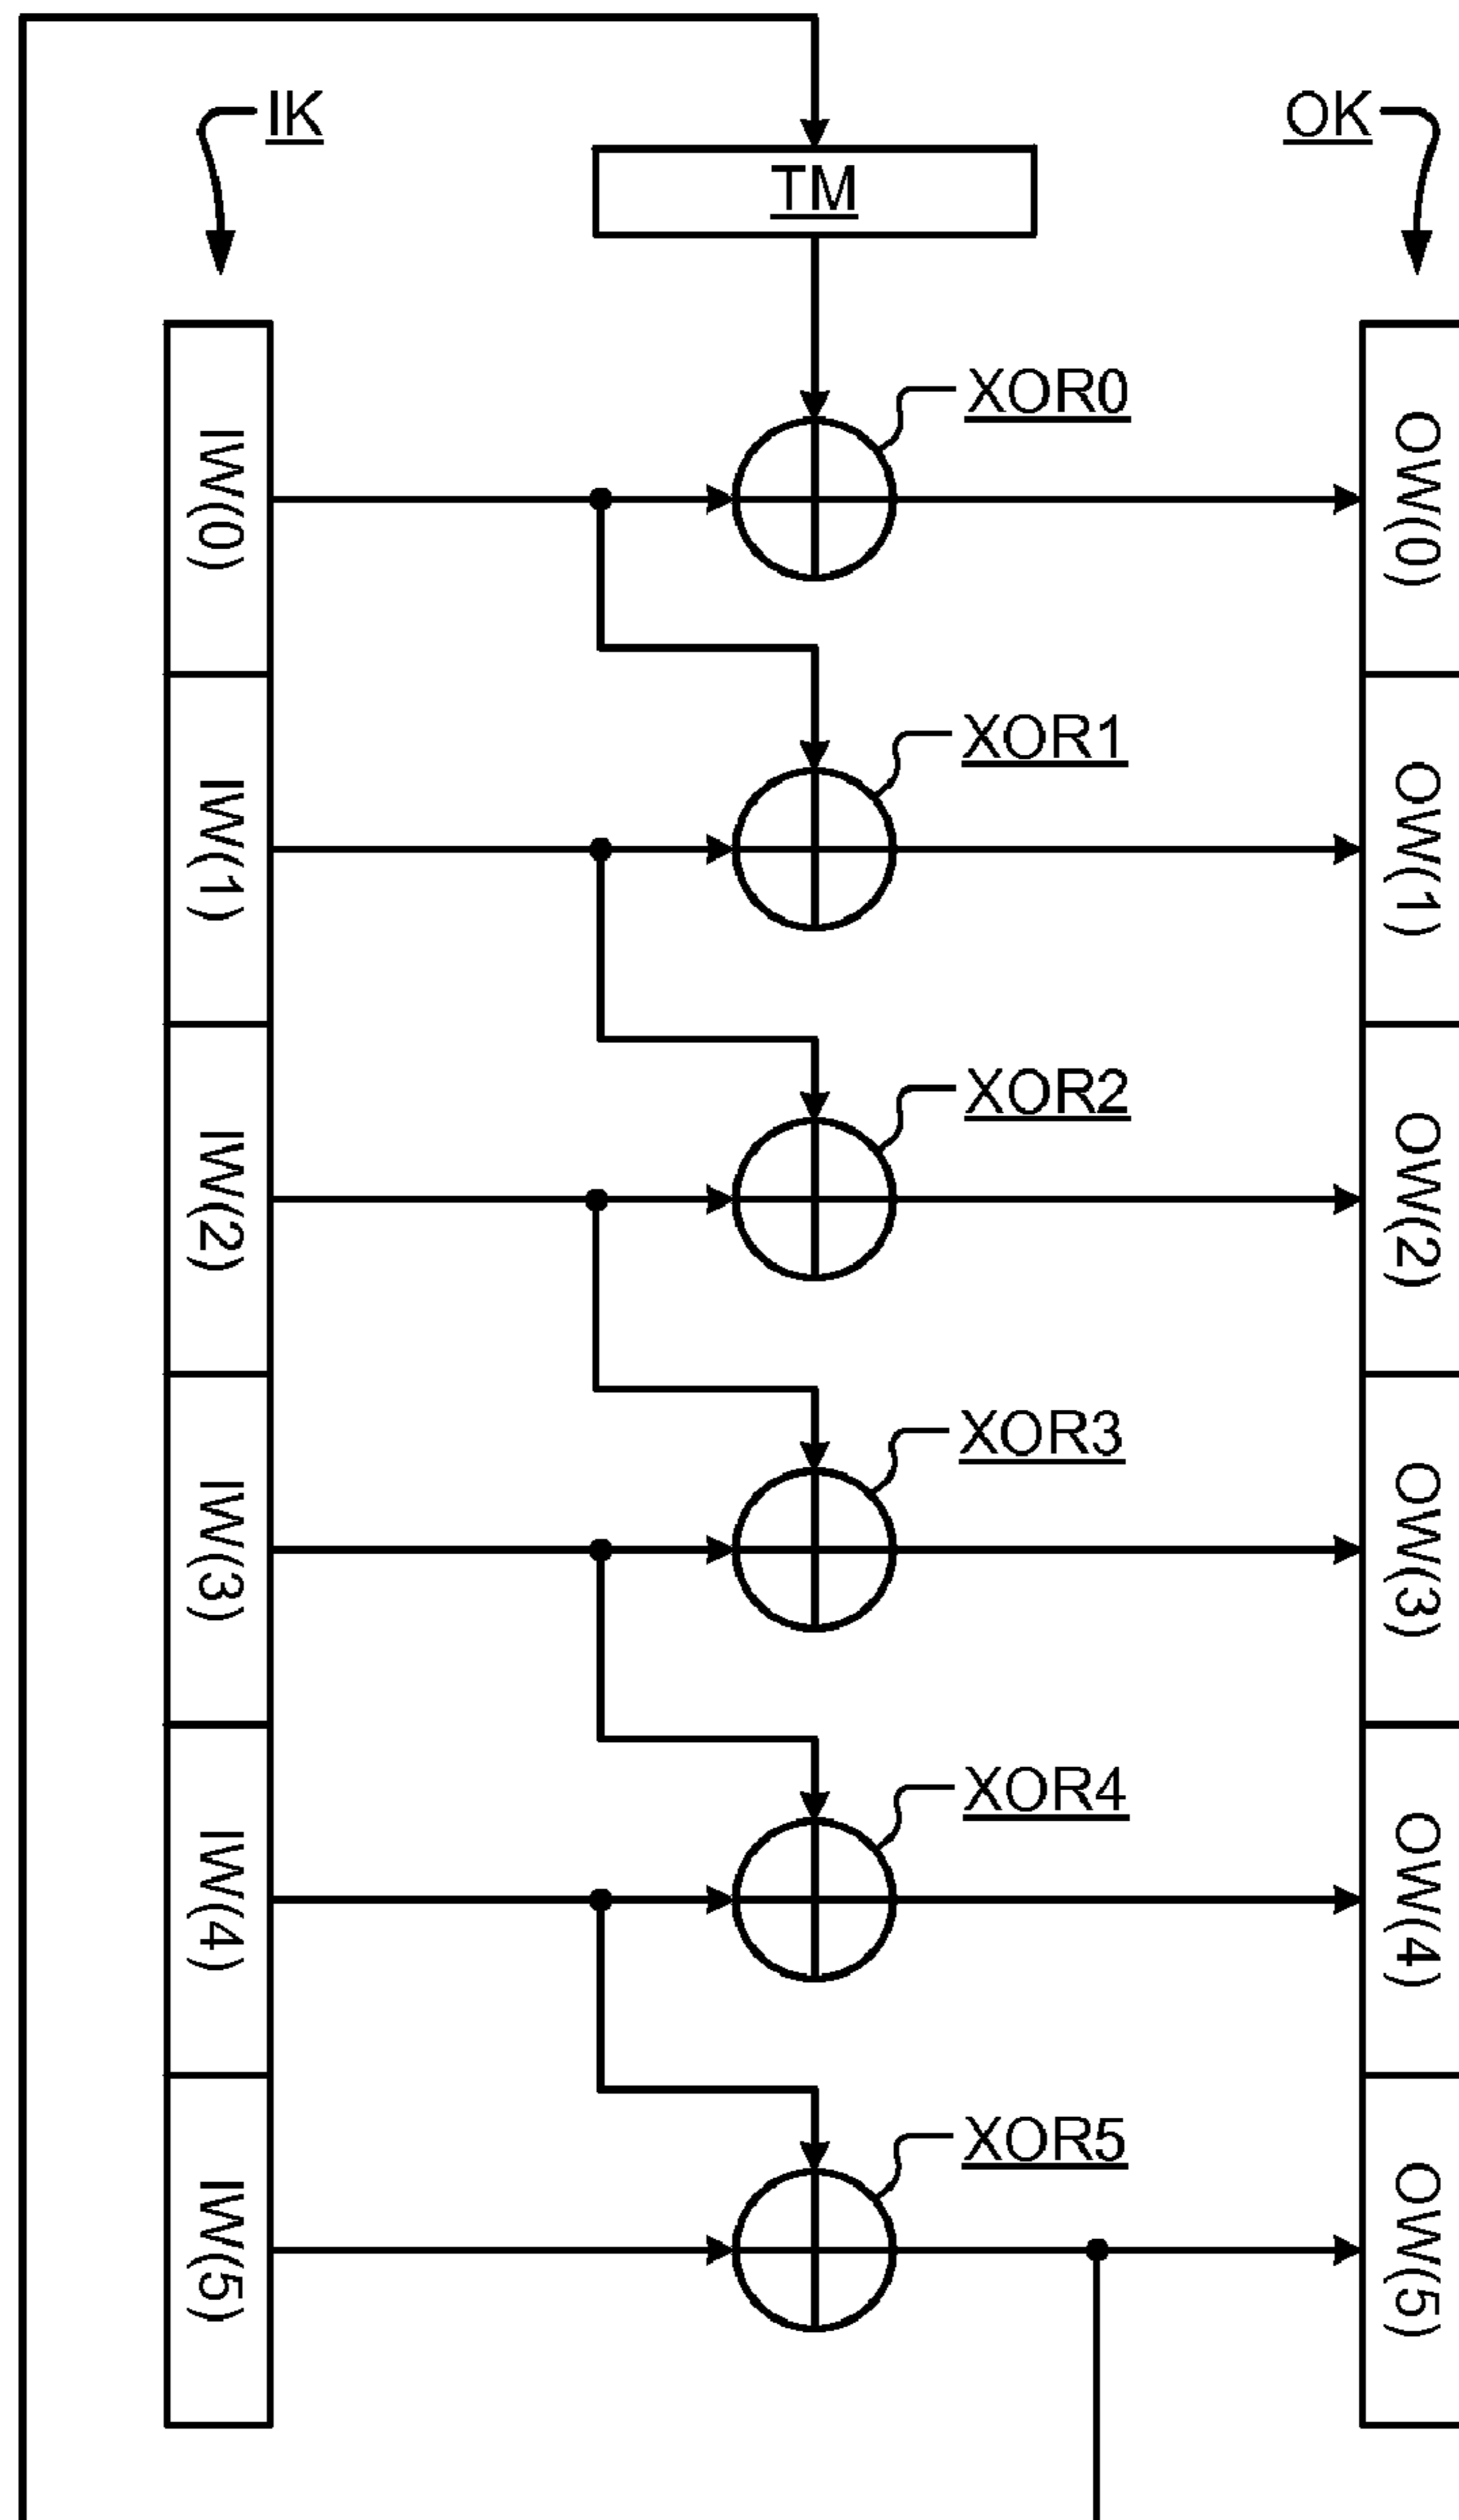 IK
OK
TM
XOR0
IW(0)
OW(0)
XOR1
IW(1)
OW(1)
XOR2
IW(2)
OW(2)
XOR3
IW(3)
OW(3)
XOR4
IW(4)
OW(4)
XOR5
IW(5)
OW(5)